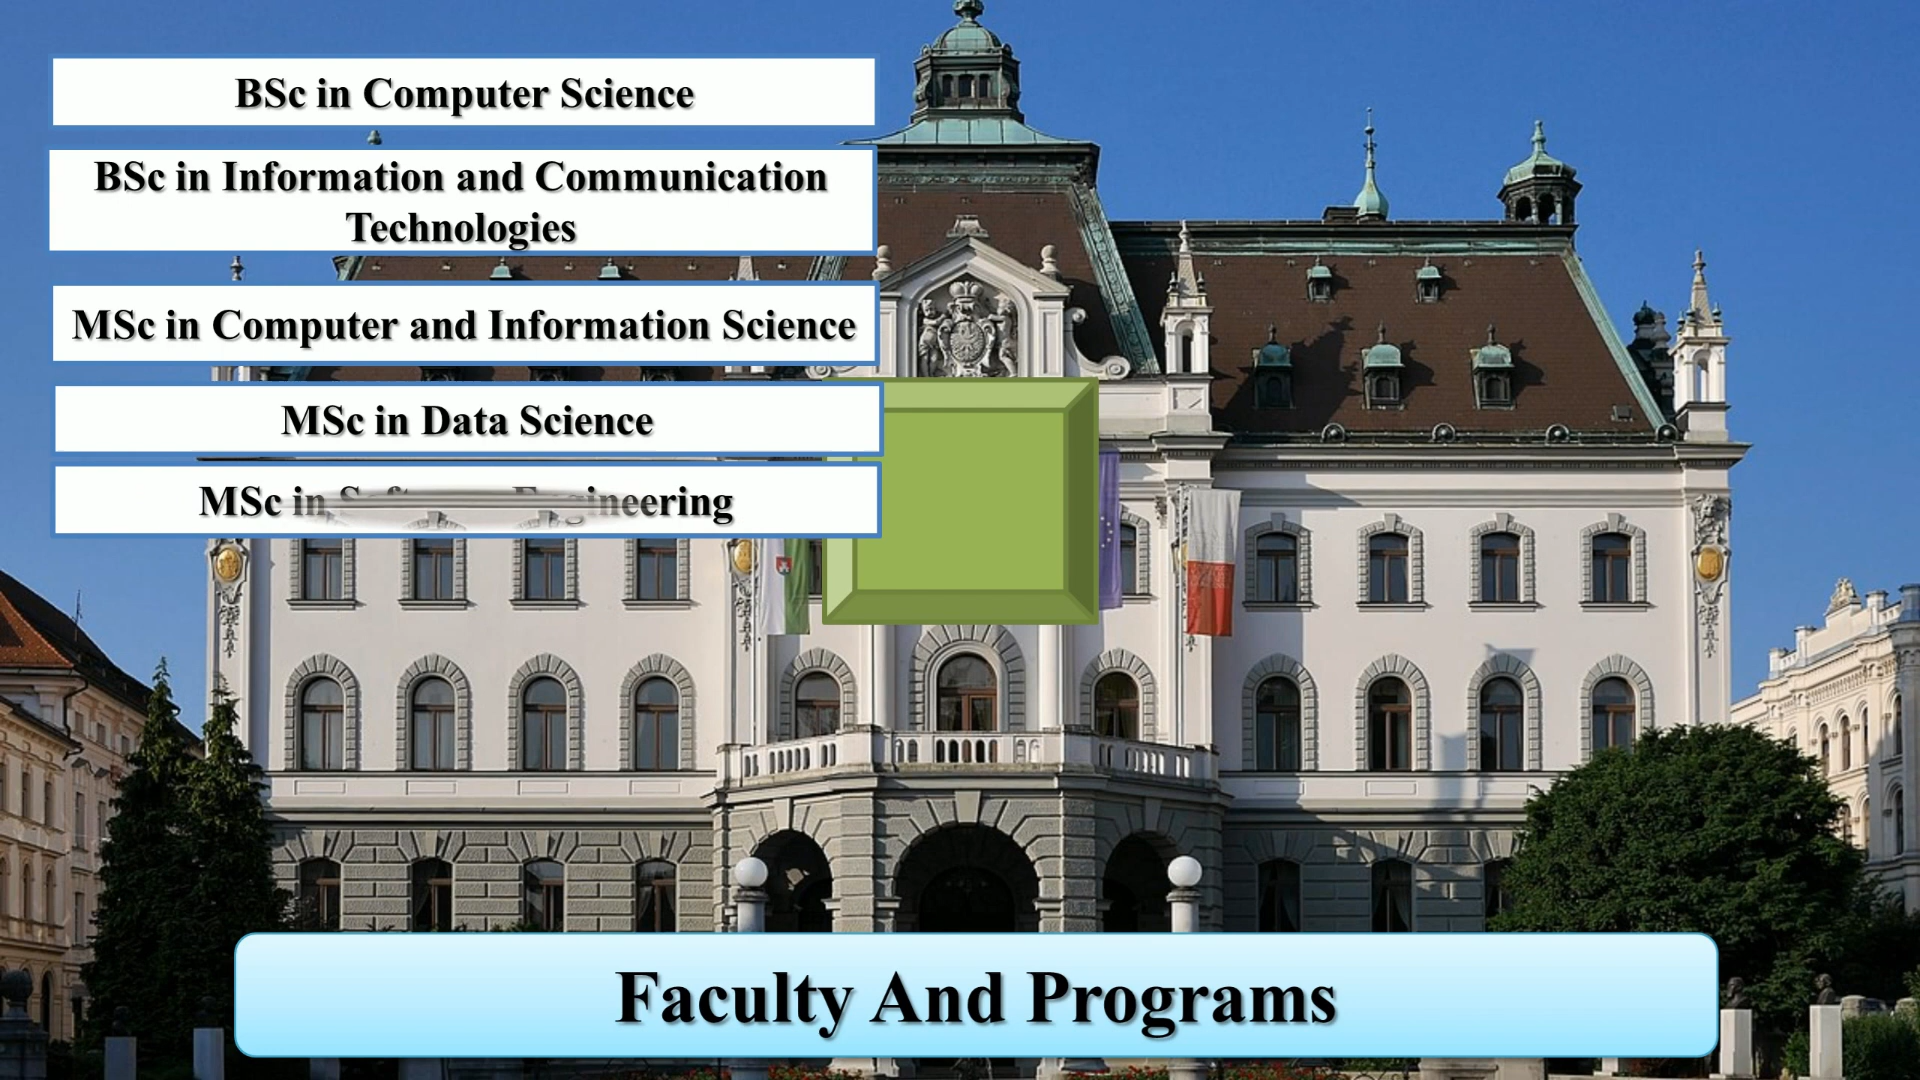 BSc in Computer Science
BSc in Information and Communication
Technologies
MSc in Computer and Information Science
MSc in Data Science
MSc in Engineering
Faculty And Programs